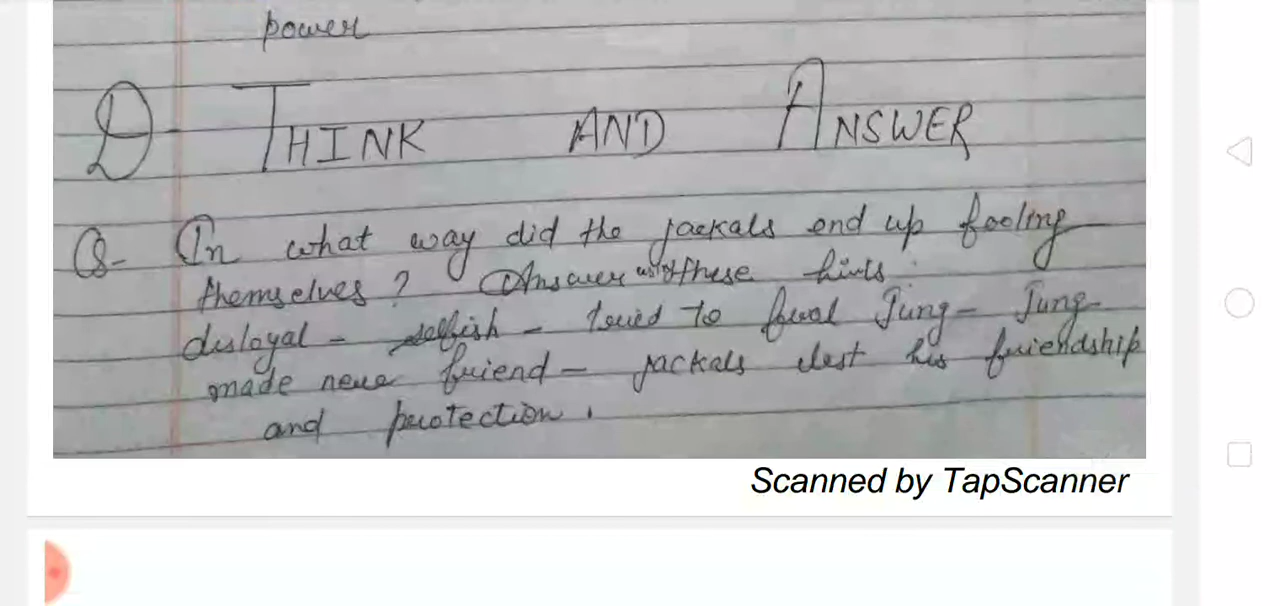 power
D- THINK AND ANSWER
Q- In what way did the jackals end up fooling
themselves? Answer using these hints.
disloyal - selfish - tried to fool Jung - Jung
made new friend - jackals lost his friendship
and protection.
Scanned by TapScanner